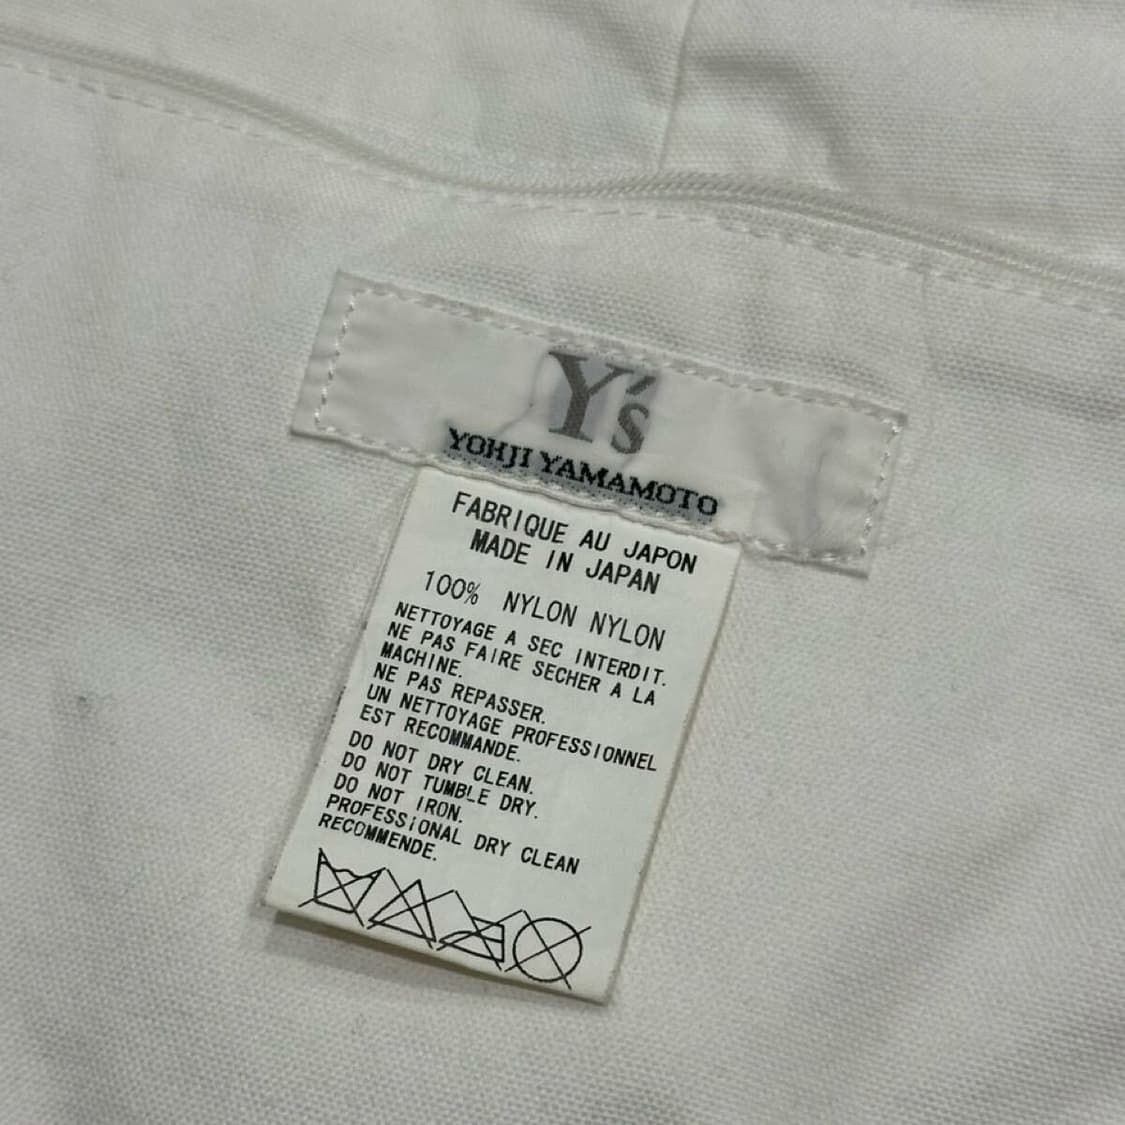 Y's
YOHJI YAMAMOTO
FABRIQUE AU JAPON
MADE IN JAPAN
100% NYLON NYLON
NETTOYAGE A SEC INTERDIT.
NE PAS FAIRE SECHER A LA
MACHINE.
NE PAS REPASSER.
UN NETTOYAGE PROFESSIONNEL
EST RECOMMANDE.
DO NOT DRY CLEAN.
DO NOT TUMBLE DRY.
DO NOT IRON.
PROFESSIONAL DRY CLEAN
RECOMMENDE.